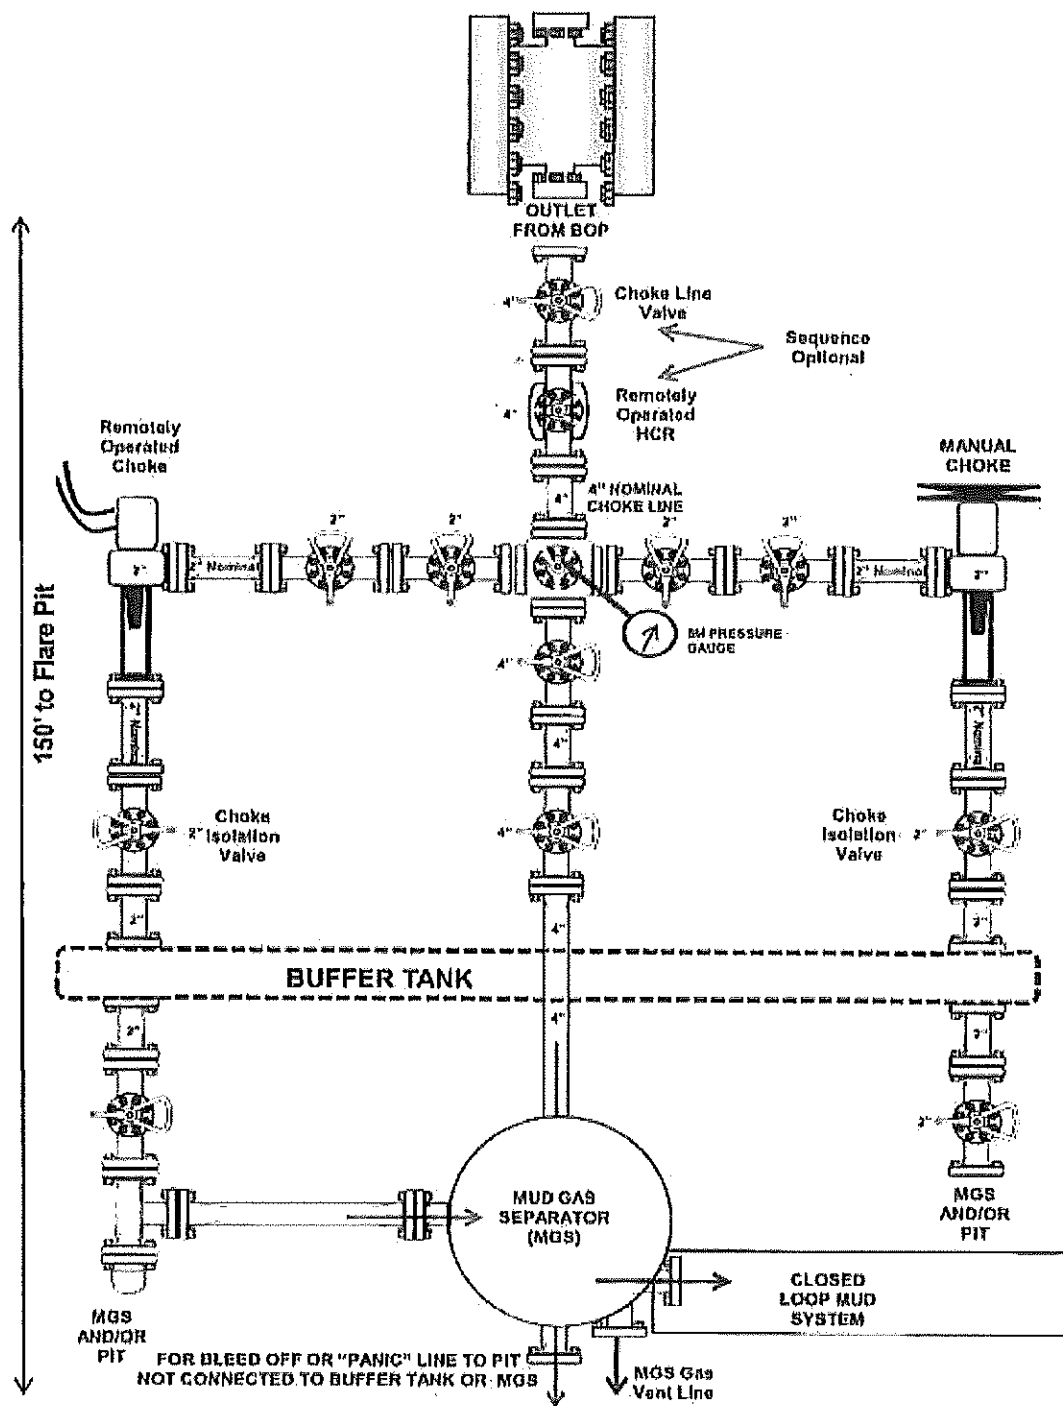 OUTLET
FROM BOP
4"
Choke Line
Valve
Sequence
Optional
4"
Remotely
Operated
HCR
Remotely
Operated
Choke
MANUAL
CHOKE
4"
4" NOMINAL
CHOKE LINE
2"
2"
2"
2"
2"
2" Nominal
2" Nominal
2"
5M PRESSURE
GAUGE
4"
150' to Flare Pit
2" Nominal
4"
2" Nominal
Choke
2" Isolation
Valve
4"
Choke
Isolation 2"
Valve
2"
4"
2"
BUFFER TANK
2"
4"
2"
2"
MUD GAS
SEPARATOR
(MGS)
MGS
AND/OR
PIT
CLOSED
LOOP MUD
SYSTEM
MGS
AND/OR
PIT
FOR BLEED OFF OR "PANIC" LINE TO PIT
NOT CONNECTED TO BUFFER TANK OR MGS
MGS Gas
Vent Line